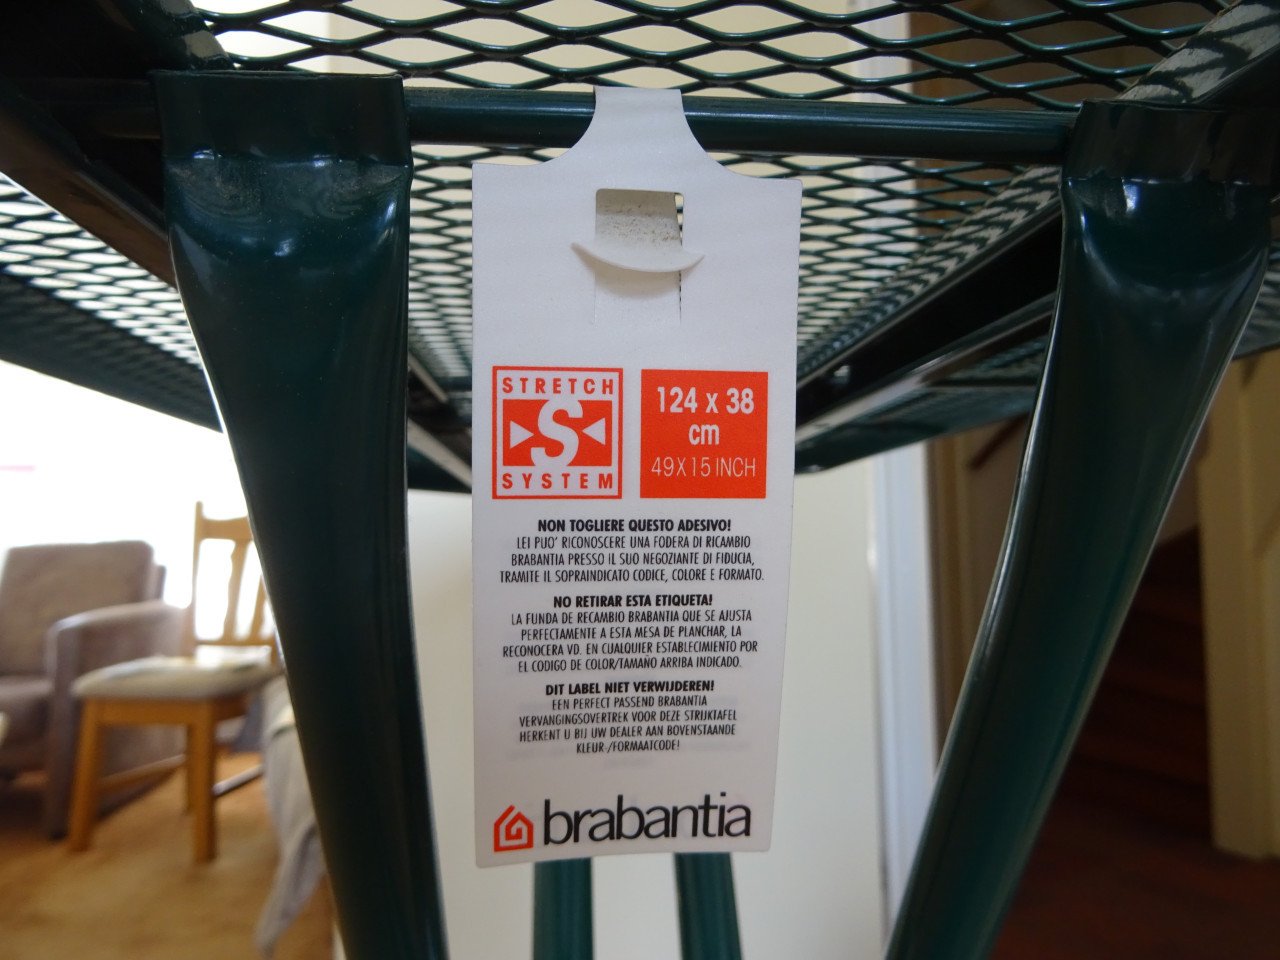 STRETCH
S
SYSTEM
124 x 38
cm
49X15 INCH
NON TOGLIERE QUESTO ADESIVO!
LEI PUO' RICONOSCERE UNA FODERA DI RICAMBIO
BRABANTIA PRESSO IL SUO NEGOZIANTE DI FIDUCIA,
TRAMITE IL SOPRAINDICATO CODICE, COLORE E FORMATO.
NO RETIRAR ESTA ETIQUETA!
LA FUNDA DE RECAMBIO BRABANTIA QUE SE AJUSTA
PERFECTAMENTE A ESTA MESA DE PLANCHAR, LA
RECONOCERA VD. EN CUALQUIER ESTABLECIMIENTO POR
EL CODIGO DE COLOR/TAMAÑO ARRIBA INDICADO.
DIT LABEL NIET VERWIJDEREN!
EEN PERFECT PASSEND BRABANTIA
VERVANGINGSOVERTREK VOOR DEZE STRIJKTAFEL
HERKENT U BIJ UW DEALER AAN BOVENSTAANDE
KLEUR /FORMAATCODE!
brabantia